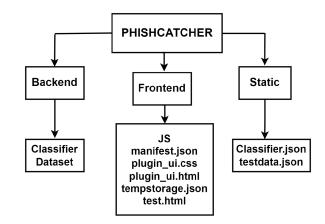 PHISHCATCHER
Backend
Frontend
Static
Classifier
Dataset
JS
manifest.json
plugin_ui.css
plugin_ui.html
tempstorage.json
test.html
Classifier.json
testdata.json